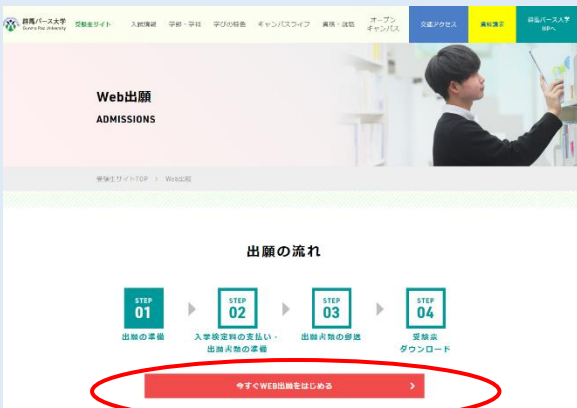 群馬パース大学
Gunma Paz University
受験生サイト
入試情報
学部・学科
学びの特色
キャンパスライフ
資格・就職
オープン
キャンパス
交通アクセス
資料請求
群馬パース大学
HPへ
Web出願
ADMISSIONS
受験生サイトTOP
Web出願
出願の流れ
STEP
01
出願の準備
STEP
02
入学検定料の支払い・
出願書類の準備
STEP
03
出願書類の郵送
STEP
04
受験票
ダウンロード
今すぐWEB出願をはじめる